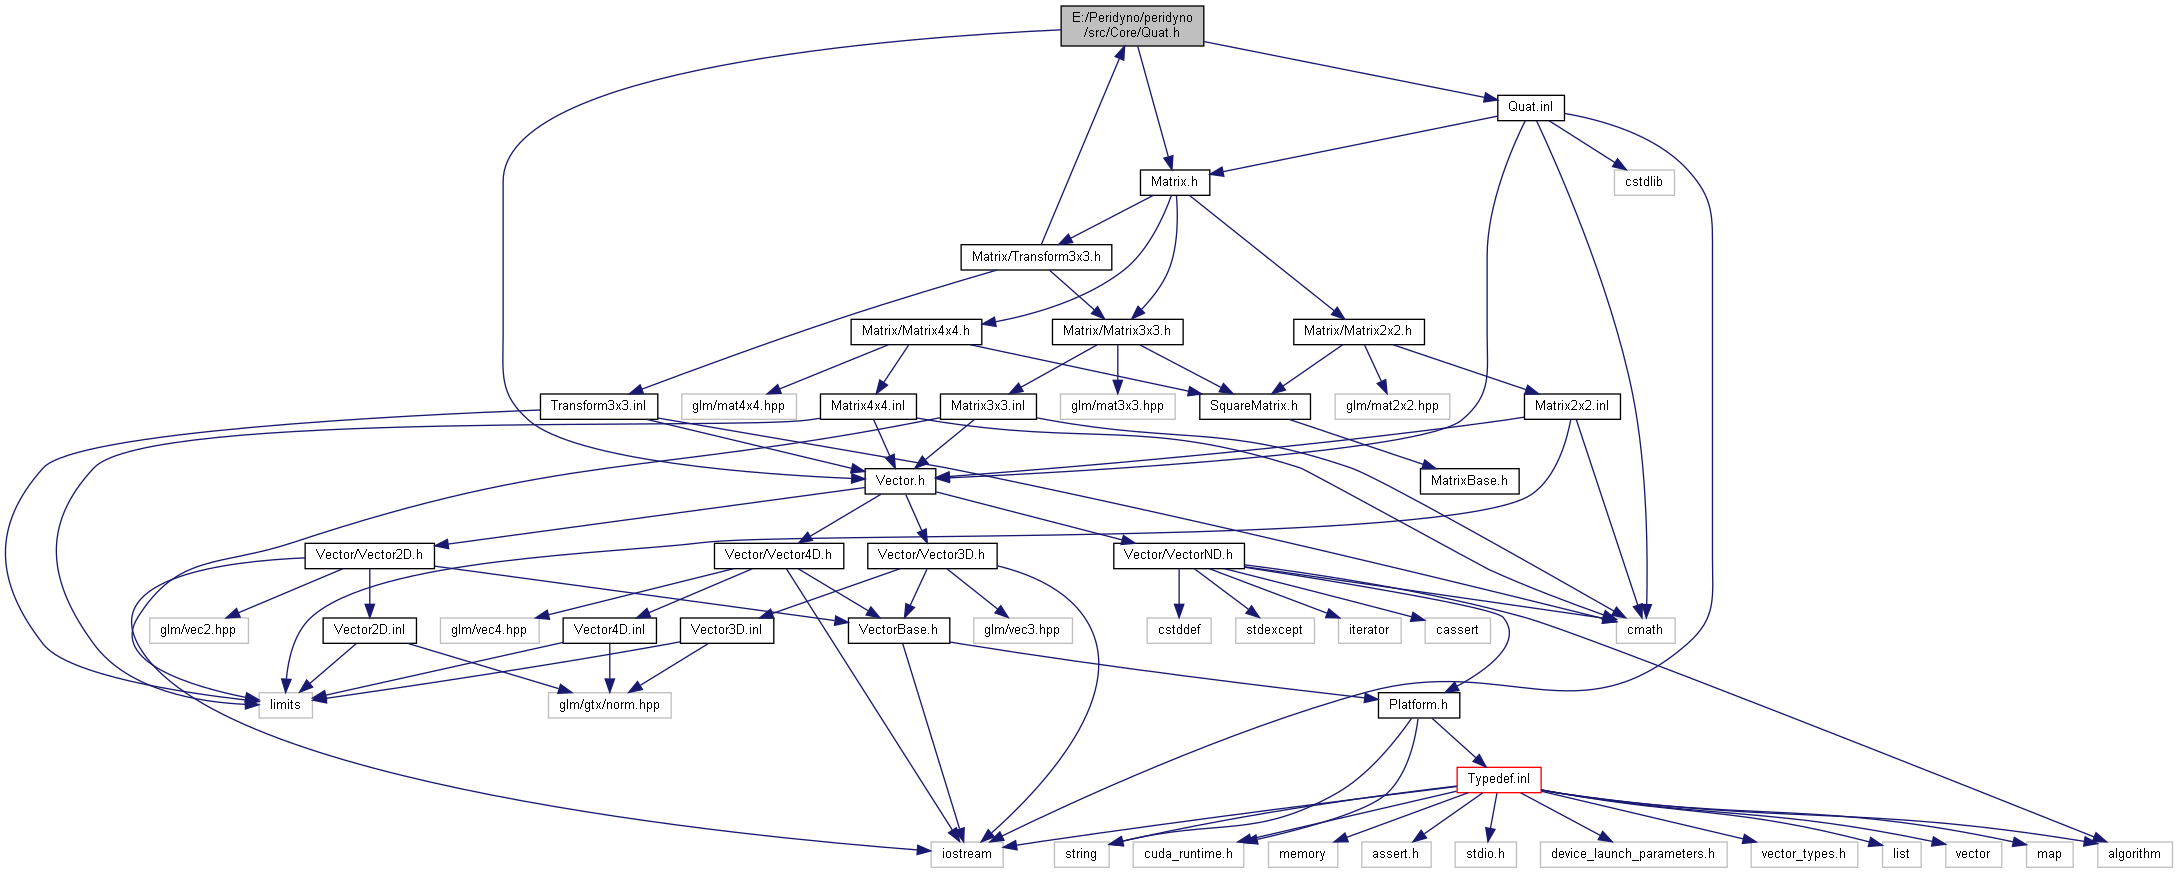 E:/Peridyno/peridyno
/src/Core/Quat.h
Quat.inl
Matrix.h
cstdlib
Matrix/Transform3x3.h
Matrix/Matrix4x4.h
Matrix/Matrix3x3.h
Matrix/Matrix2x2.h
Transform3x3.inl
glm/mat4x4.hpp
Matrix4x4.inl
Matrix3x3.inl
glm/mat3x3.hpp
SquareMatrix.h
glm/mat2x2.hpp
Matrix2x2.inl
Vector.h
MatrixBase.h
Vector/Vector2D.h
Vector/Vector4D.h
Vector/Vector3D.h
Vector/VectorND.h
glm/vec2.hpp
Vector2D.inl
glm/vec4.hpp
Vector4D.inl
Vector3D.inl
VectorBase.h
glm/vec3.hpp
cstddef
stdexcept
iterator
cassert
cmath
limits
glm/gtx/norm.hpp
Platform.h
Typedef.inl
iostream
string
cuda_runtime.h
memory
assert.h
stdio.h
device_launch_parameters.h
vector_types.h
list
vector
map
algorithm